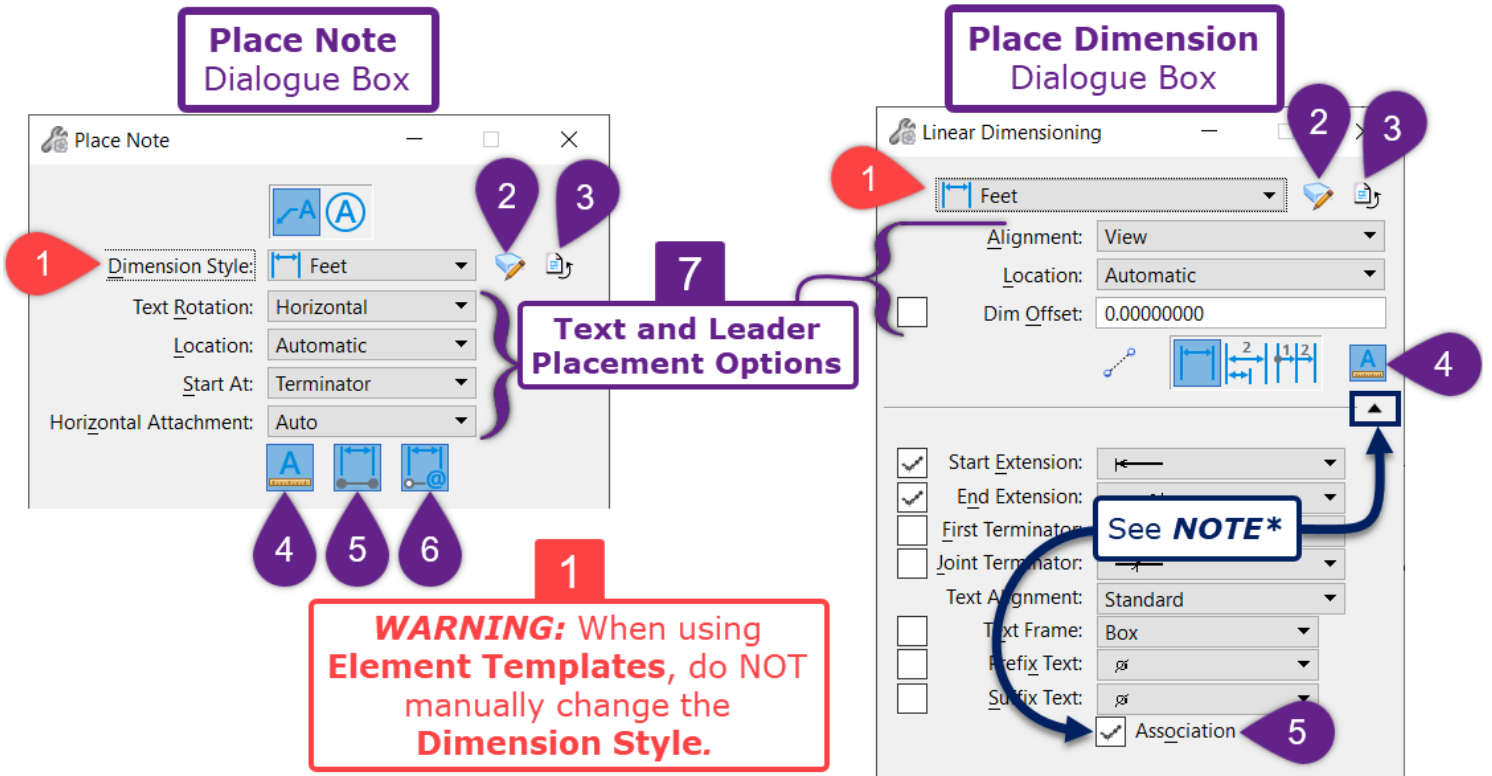 Place Note
Dialogue Box
Place Note
A A
1
Dimension Style: Feet
2
3
Text Rotation: Horizontal
Location: Automatic
Start At: Terminator
Horizontal Attachment: Auto
A
@
4
5
6
7
Text and Leader
Placement Options
1
WARNING: When using
Element Templates, do NOT
manually change the
Dimension Style.
Place Dimension
Dialogue Box
Linear Dimensioning
2
3
1
Feet
Alignment: View
Location: Automatic
Dim Offset: 0.00000000
2 1 2
A
4
Start Extension:
End Extension:
First Terminator:
See NOTE*
Joint Terminator:
Text Alignment: Standard
Text Frame: Box
Prefix Text: ø
Suffix Text: ø
Association
5